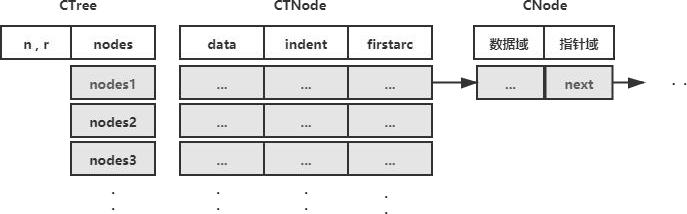 CTree CTNode CNode
n , r nodes data indent firstarc 数据域 指针域
nodes1 ... ... ... ... next . .
nodes2 ... ... ...
nodes3 ... ... ...
. . . .
. . . .